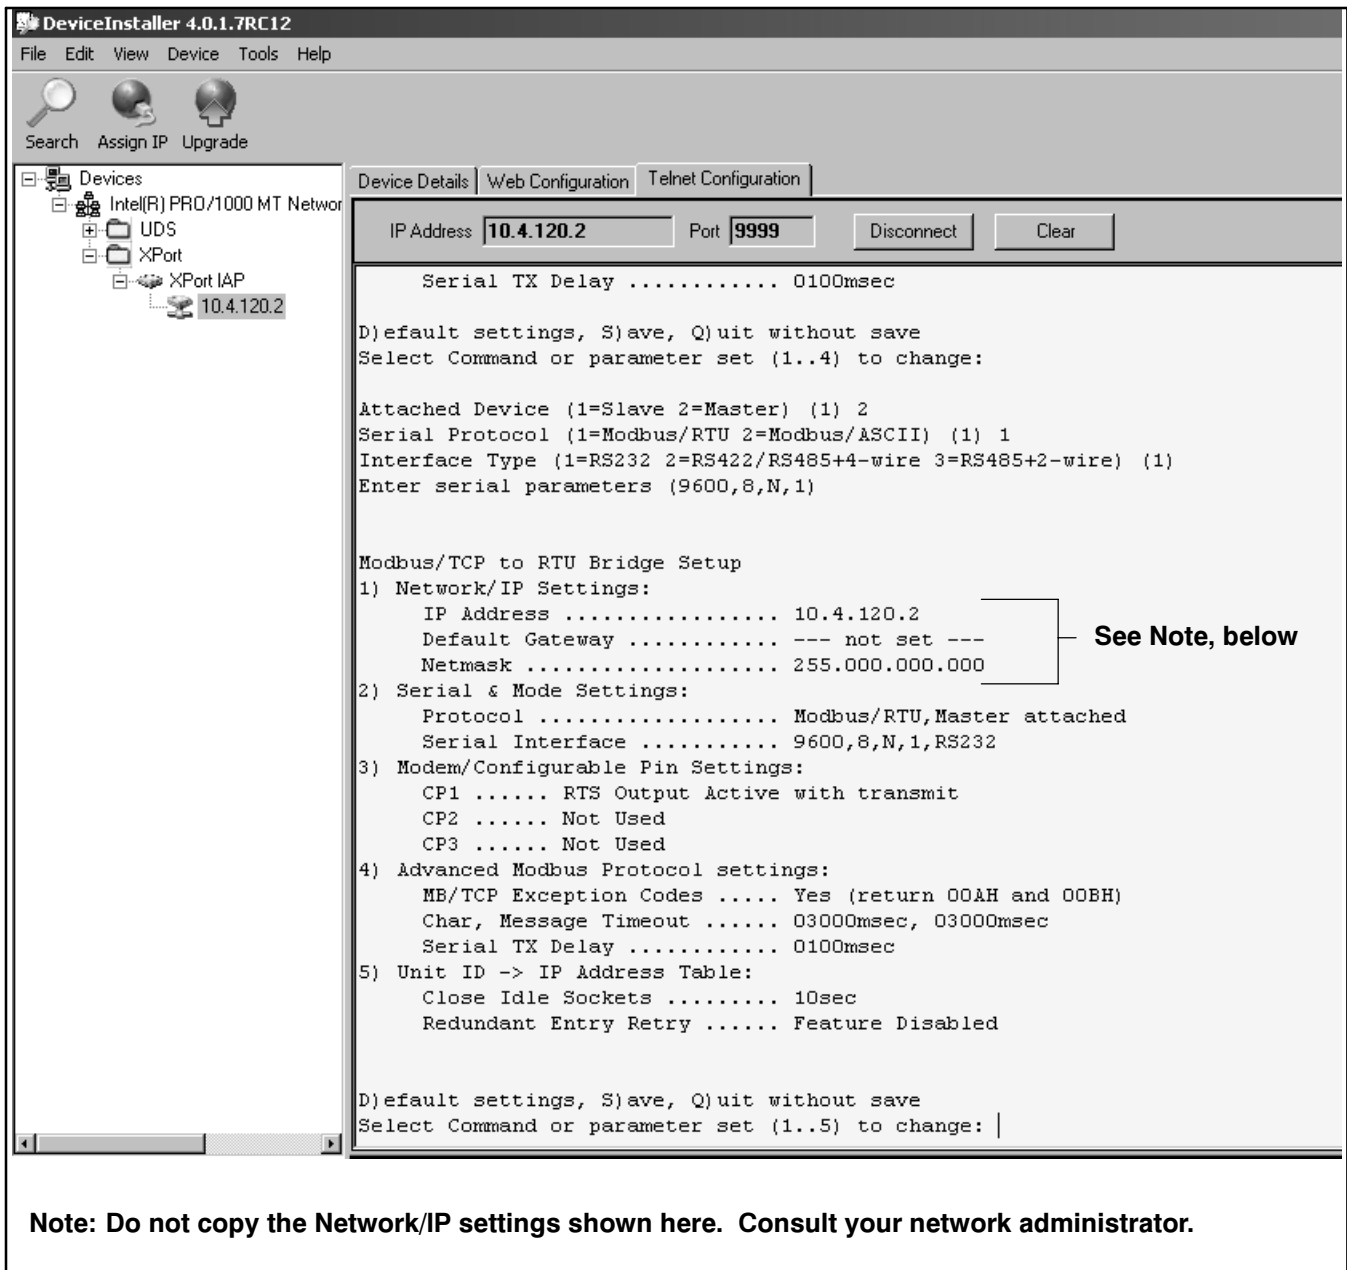 DeviceInstaller 4.0.1.7RC12
File Edit View Device Tools Help
Search Assign IP Upgrade
Devices
Intel(R) PRO/1000 MT Networ
UDS
XPort
XPort IAP
10.4.120.2
Device Details Web Configuration Telnet Configuration
IP Address 10.4.120.2 Port 9999 Disconnect Clear
Serial TX Delay ............ 0100msec
D)efault settings, S)ave, Q)uit without save
Select Command or parameter set (1..4) to change:
Attached Device (1=Slave 2=Master) (1) 2
Serial Protocol (1=Modbus/RTU 2=Modbus/ASCII) (1) 1
Interface Type (1=RS232 2=RS422/RS485+4-wire 3=RS485+2-wire) (1)
Enter serial parameters (9600,8,N,1)
Modbus/TCP to RTU Bridge Setup
1) Network/IP Settings:
IP Address ................. 10.4.120.2
Default Gateway ............ --- not set ---
Netmask .................... 255.000.000.000
See Note, below
2) Serial & Mode Settings:
Protocol ................... Modbus/RTU,Master attached
Serial Interface ........... 9600,8,N,1,RS232
3) Modem/Configurable Pin Settings:
CP1 ...... RTS Output Active with transmit
CP2 ...... Not Used
CP3 ...... Not Used
4) Advanced Modbus Protocol settings:
MB/TCP Exception Codes ..... Yes (return 00AH and 00BH)
Char, Message Timeout ...... 03000msec, 03000msec
Serial TX Delay ............ 0100msec
5) Unit ID -> IP Address Table:
Close Idle Sockets ......... 10sec
Redundant Entry Retry ...... Feature Disabled
D)efault settings, S)ave, Q)uit without save
Select Command or parameter set (1..5) to change:
Note: Do not copy the Network/IP settings shown here. Consult your network administrator.